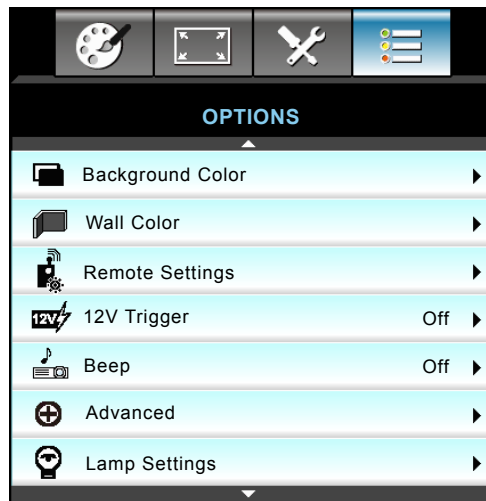 OPTIONS
Background Color
Wall Color
Remote Settings
12V 12V Trigger Off
Beep Off
Advanced
Lamp Settings